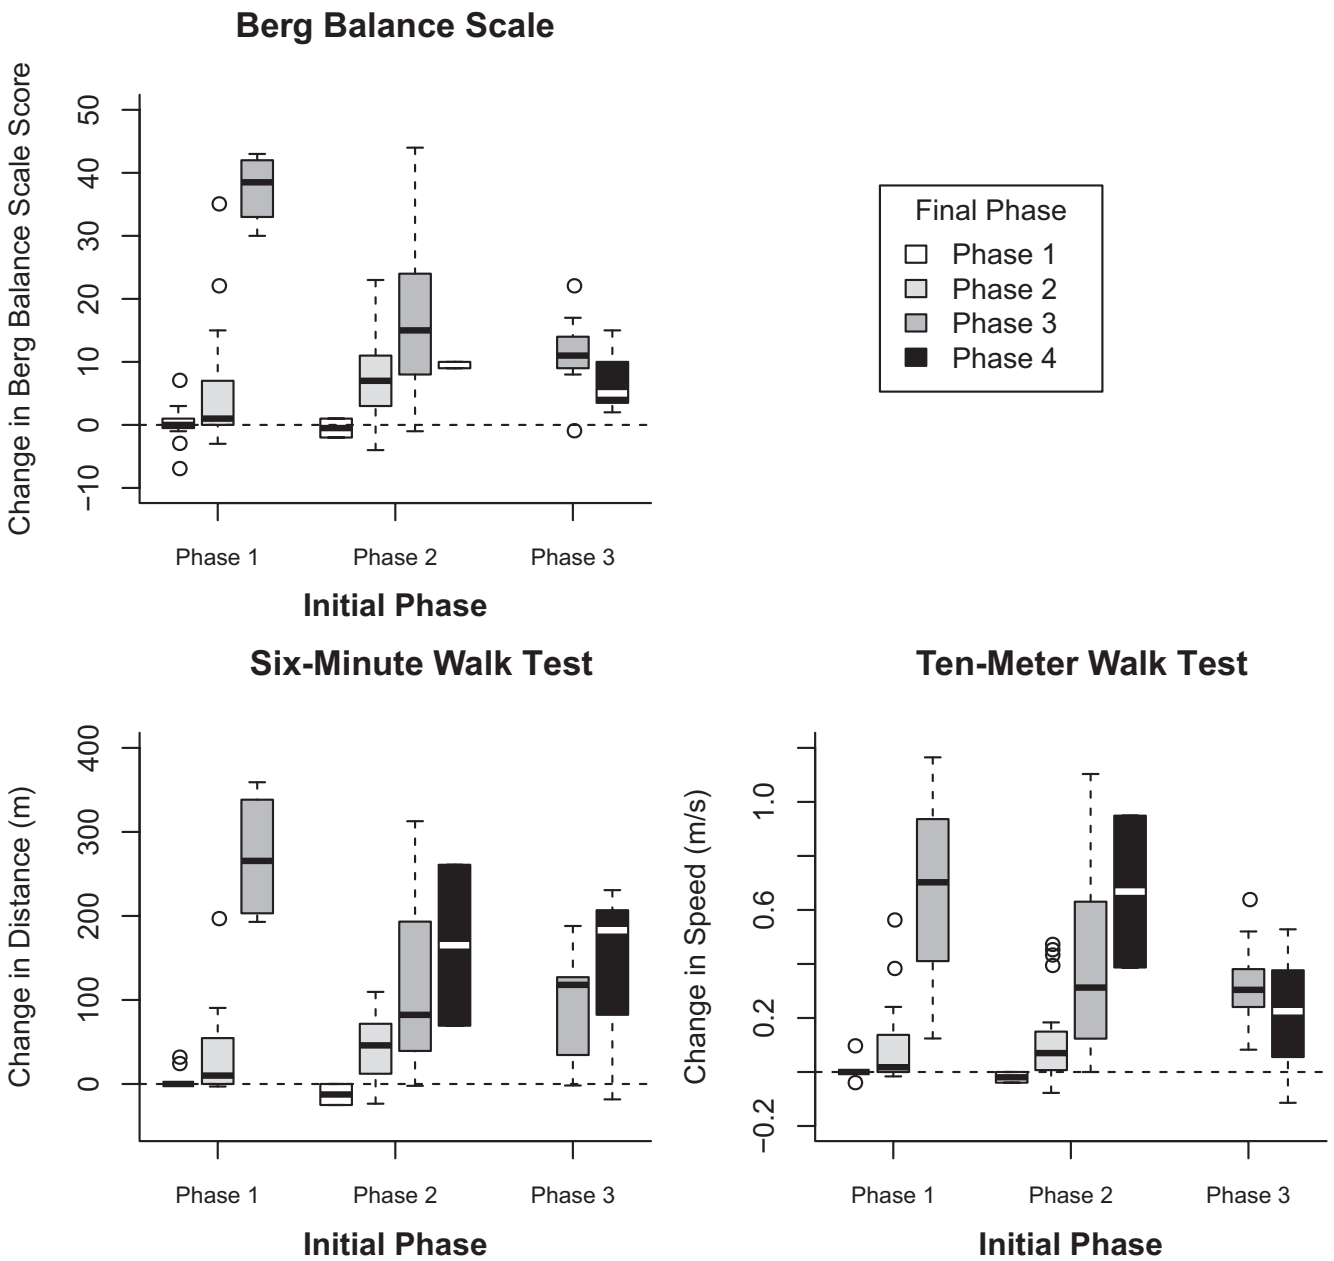 Berg Balance Scale
Change in Berg Balance Scale Score
50
40
30
20
10
0
−10
Phase 1 Phase 2 Phase 3
Initial Phase
Final Phase
Phase 1
Phase 2
Phase 3
Phase 4
Six-Minute Walk Test
Change in Distance (m)
400
300
200
100
0
Phase 1 Phase 2 Phase 3
Initial Phase
Ten-Meter Walk Test
Change in Speed (m/s)
1.0
0.6
0.2
−0.2
Phase 1 Phase 2 Phase 3
Initial Phase